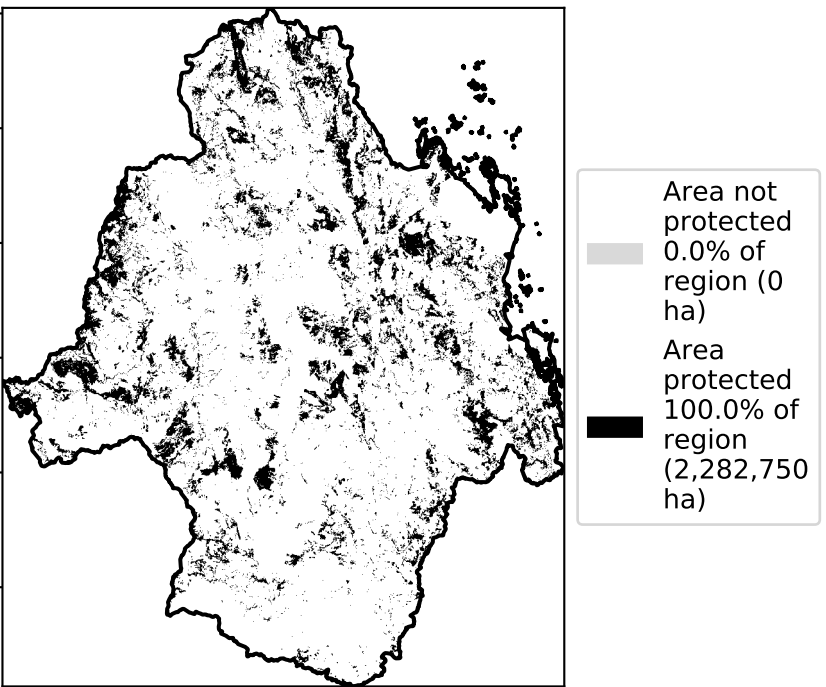 Area not
protected
0.0% of
region (0
ha)
Area
protected
100.0% of
region
(2,282,750
ha)